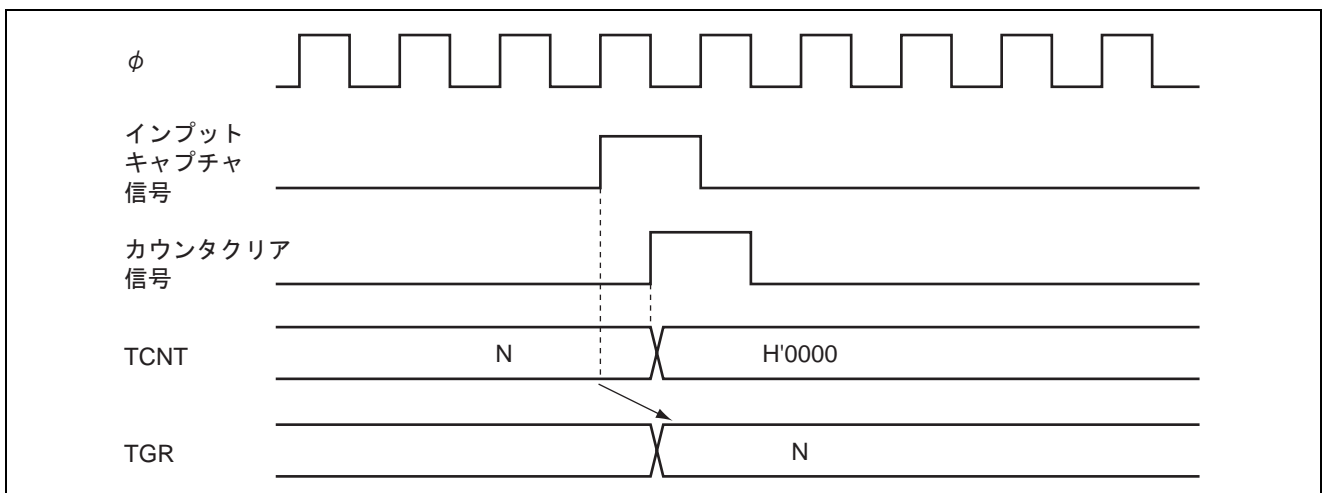 φ
インプット
キャプチャ
信号
カウンタクリア
信号
TCNT
N
H'0000
TGR
N